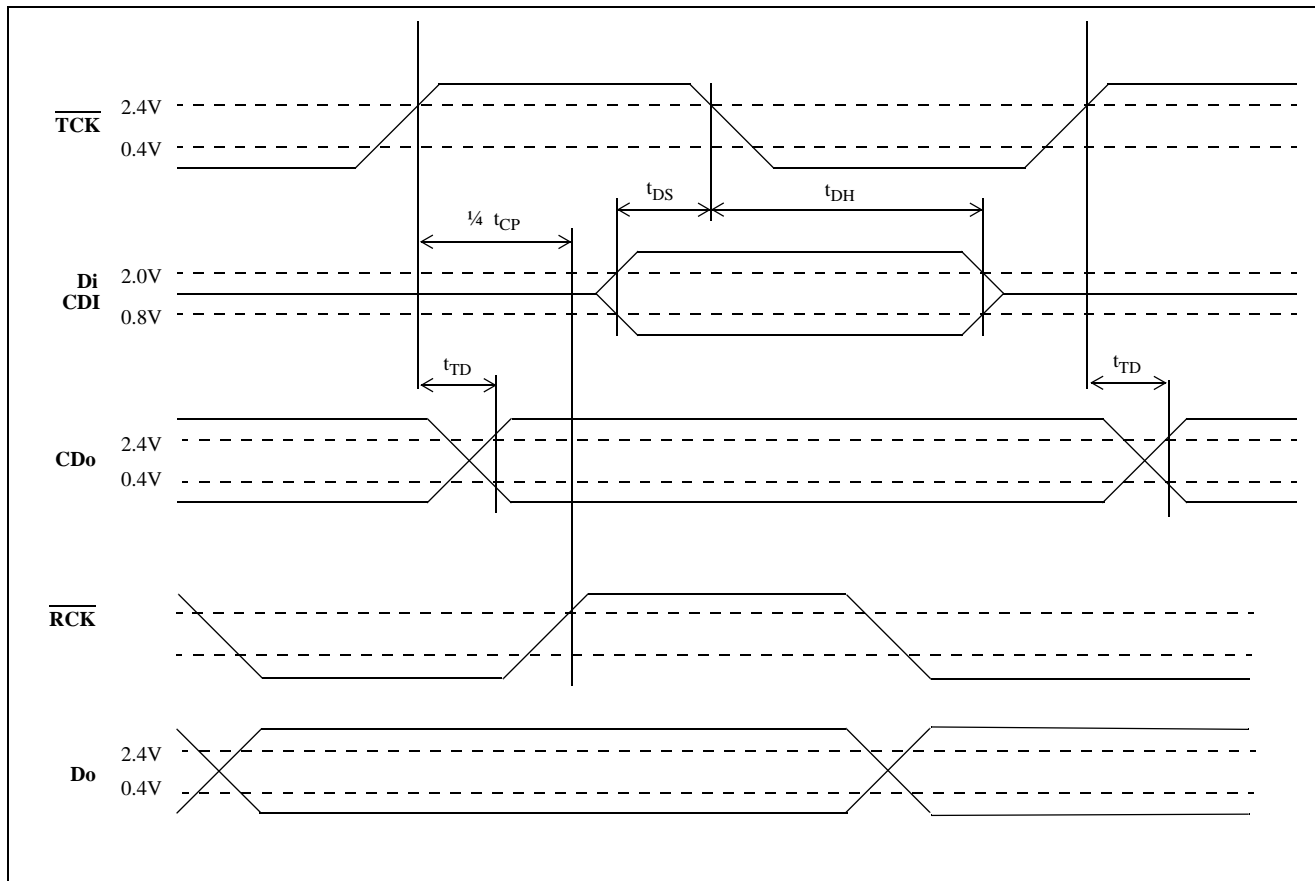 2.4V
TCK
0.4V
tDS
tDH
¼ tCP
2.0V
Di
CDI
0.8V
tTD
tTD
2.4V
CDo
0.4V
RCK
2.4V
Do
0.4V